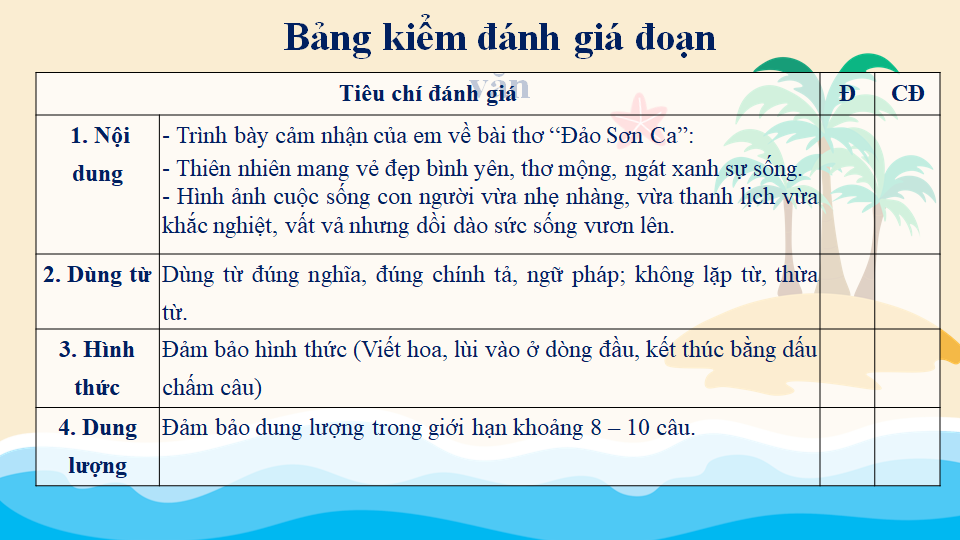 Bảng kiểm đánh giá đoạn
văn
Tiêu chí đánh giá Đ CĐ
1. Nội
dung
- Trình bày cảm nhận của em về bài thơ “Đảo Sơn Ca”:
- Thiên nhiên mang vẻ đẹp bình yên, thơ mộng, ngát xanh sự sống.
- Hình ảnh cuộc sống con người vừa nhẹ nhàng, vừa thanh lịch vừa
khắc nghiệt, vất vả nhưng dồi dào sức sống vươn lên.
2. Dùng từ
Dùng từ đúng nghĩa, đúng chính tả, ngữ pháp; không lặp từ, thừa
từ.
3. Hình
thức
Đảm bảo hình thức (Viết hoa, lùi vào ở dòng đầu, kết thúc bằng dấu
chấm câu)
4. Dung
lượng
Đảm bảo dung lượng trong giới hạn khoảng 8 – 10 câu.